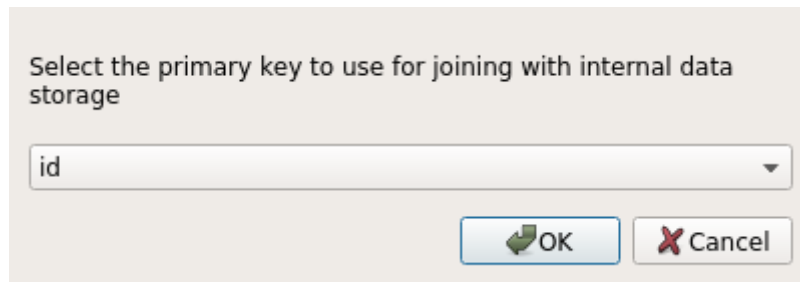 Select the primary key to use for joining with internal data
storage
id
OK
Cancel